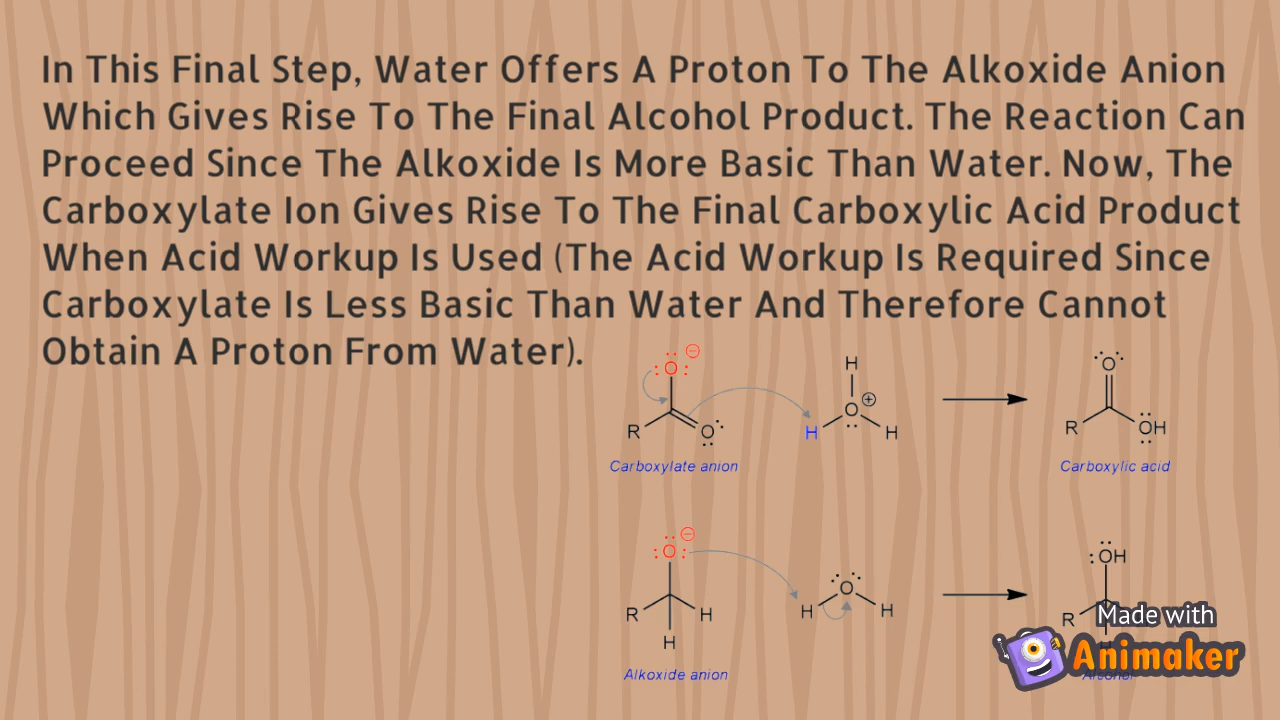 In This Final Step, Water Offers A Proton To The Alkoxide Anion
Which Gives Rise To The Final Alcohol Product. The Reaction Can
Proceed Since The Alkoxide Is More Basic Than Water. Now, The
Carboxylate Ion Gives Rise To The Final Carboxylic Acid Product
When Acid Workup Is Used (The Acid Workup Is Required Since
Carboxylate Is Less Basic Than Water And Therefore Cannot
Obtain A Proton From Water).
O
H
O
R
O
H
O
H
R
OH
Carboxylate anion
Carboxylic acid
O
R
H
H
H
O
H
OH
R
Alkoxide anion
Alcohol
Made with
Animaker